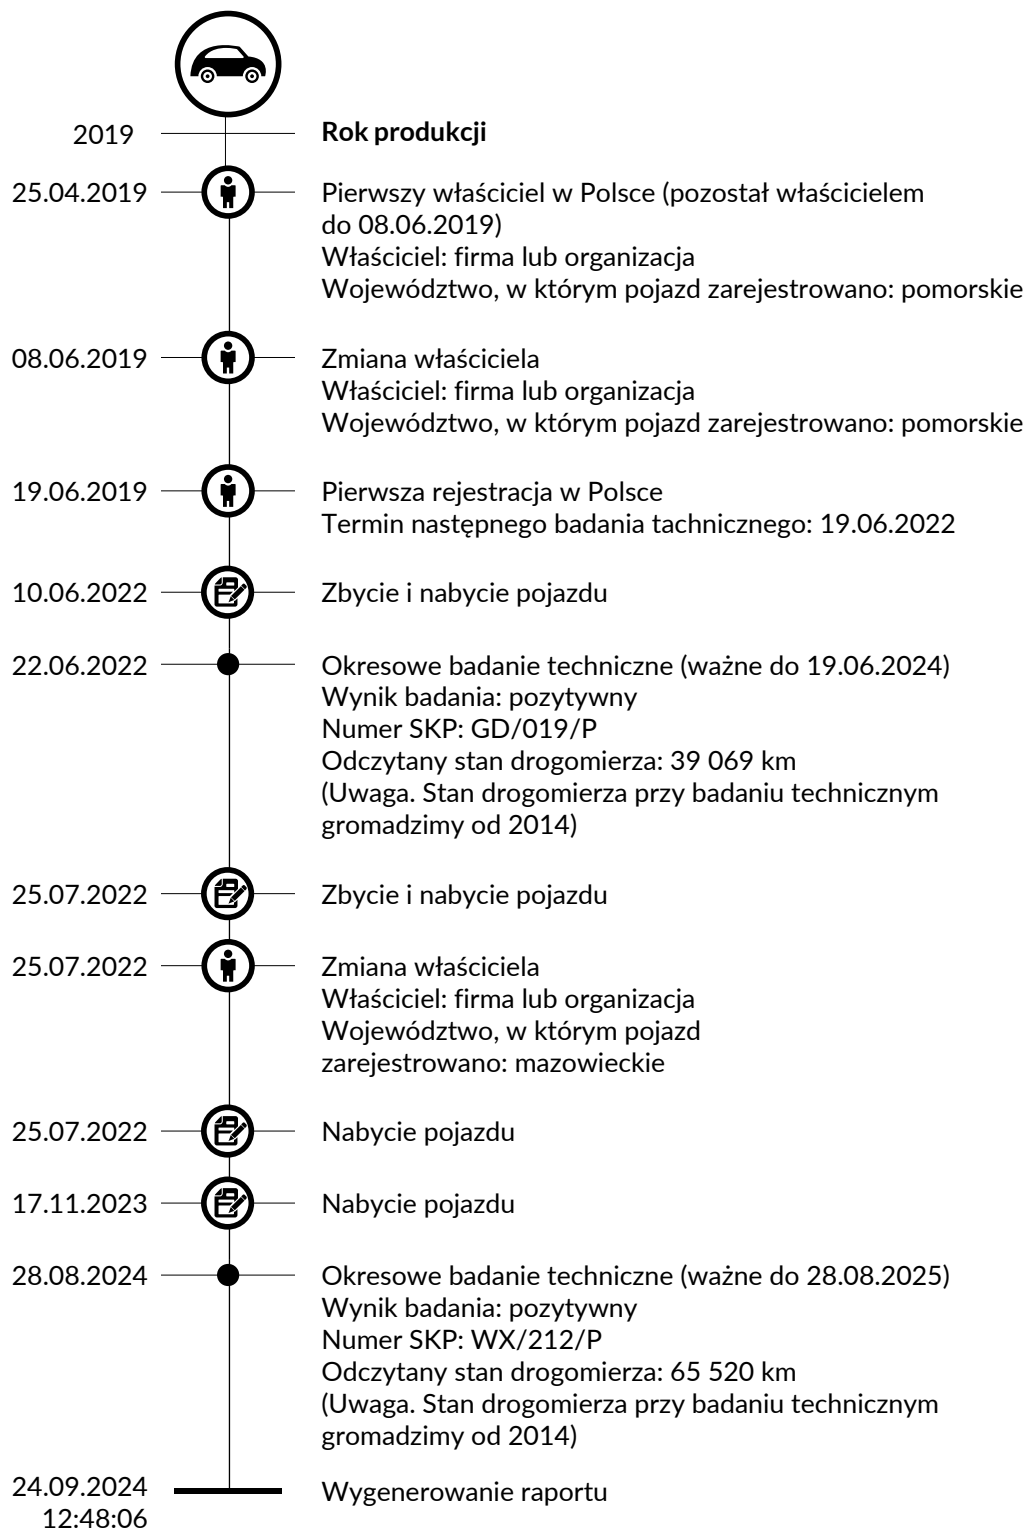 2019
Rok produkcji
25.04.2019
Pierwszy właściciel w Polsce (pozostał właścicielem
do 08.06.2019)
Właściciel: firma lub organizacja
Województwo, w którym pojazd zarejestrowano: pomorskie
08.06.2019
Zmiana właściciela
Właściciel: firma lub organizacja
Województwo, w którym pojazd zarejestrowano: pomorskie
19.06.2019
Pierwsza rejestracja w Polsce
Termin następnego badania tachnicznego: 19.06.2022
10.06.2022
Zbycie i nabycie pojazdu
22.06.2022
Okresowe badanie techniczne (ważne do 19.06.2024)
Wynik badania: pozytywny
Numer SKP: GD/019/P
Odczytany stan drogomierza: 39 069 km
(Uwaga. Stan drogomierza przy badaniu technicznym
gromadzimy od 2014)
25.07.2022
Zbycie i nabycie pojazdu
25.07.2022
Zmiana właściciela
Właściciel: firma lub organizacja
Województwo, w którym pojazd
zarejestrowano: mazowieckie
25.07.2022
Nabycie pojazdu
17.11.2023
Nabycie pojazdu
28.08.2024
Okresowe badanie techniczne (ważne do 28.08.2025)
Wynik badania: pozytywny
Numer SKP: WX/212/P
Odczytany stan drogomierza: 65 520 km
(Uwaga. Stan drogomierza przy badaniu technicznym
gromadzimy od 2014)
24.09.2024
12:48:06
Wygenerowanie raportu